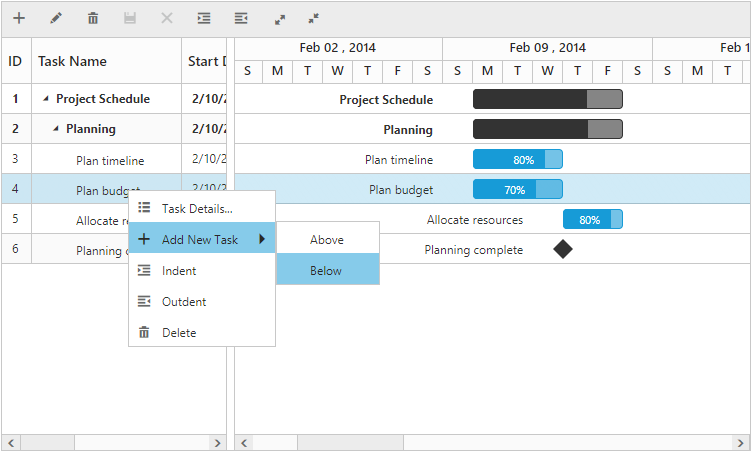 Feb 02 , 2014 Feb 09 , 2014 Feb 1
ID Task Name Start D
S M T W T F S S M T W T F S S M T
1 Project Schedule 2/10/2 Project Schedule
2 Planning 2/10/2 Planning
3 Plan timeline 2/10/2 Plan timeline 80%
4 Plan budget 2/10/2 Plan budget 70%
5 Allocate re Allocate resources 80%
6 Planning c Planning complete
Task Details...
Add New Task
Indent
Outdent
Delete
Above
Below